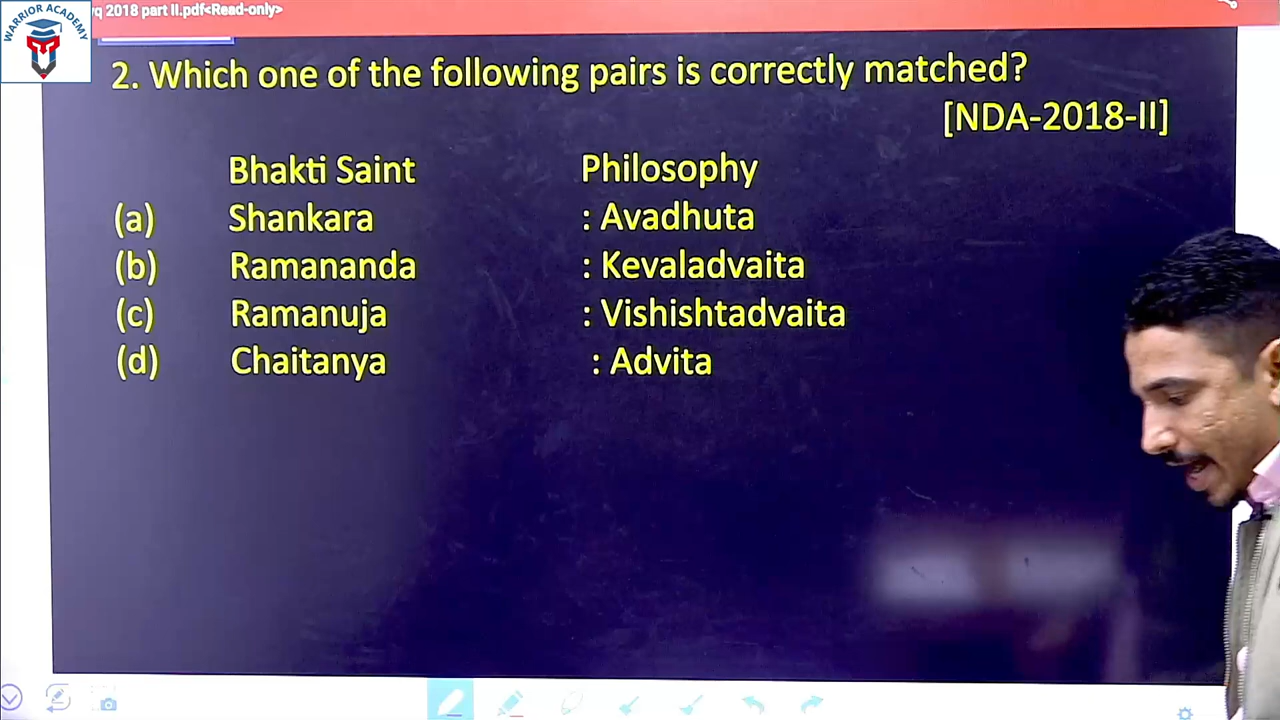 WARRIOR ACADEMY
yq 2018 part II.pdf<Read-only>
2. Which one of the following pairs is correctly matched?
[NDA-2018-II]
Bhakti Saint Philosophy
(a) Shankara : Avadhuta
(b) Ramananda : Kevaladvaita
(c) Ramanuja : Vishishtadvaita
(d) Chaitanya : Advita